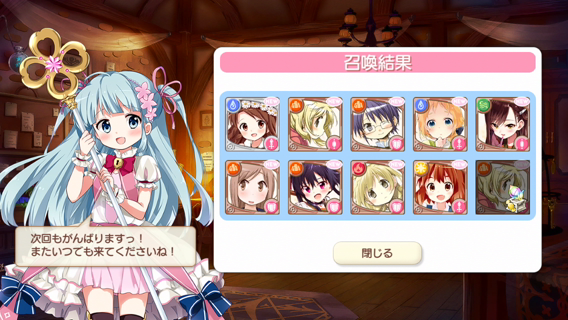 召喚結果
次回もがんばりますっ！
またいつでも来てくださいね！
閉じる